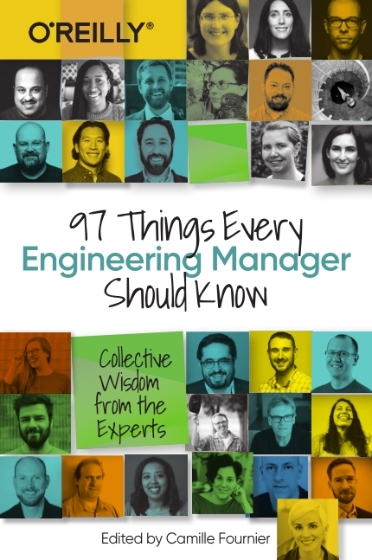 O'REILLY®
97 Things Every
Engineering Manager
Should Know
Collective
Wisdom
from the
Experts
Edited by Camille Fournier